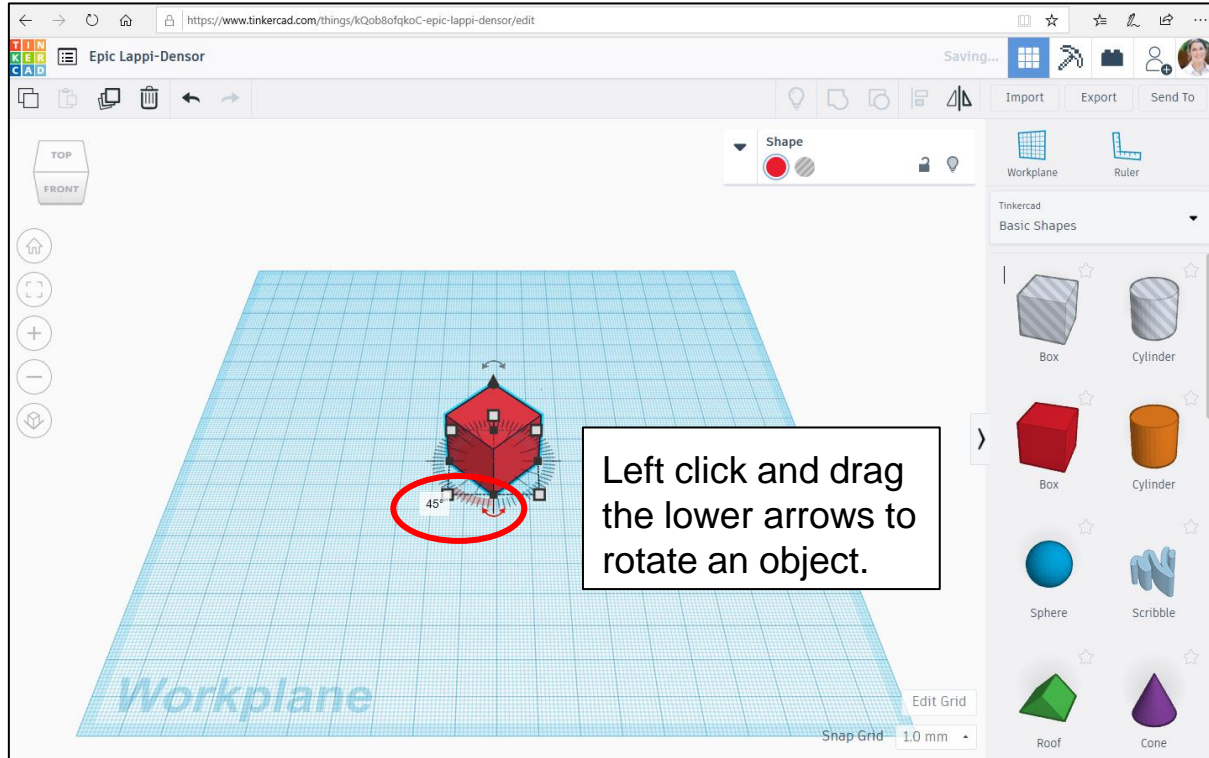 https://www.tinkercad.com/things/kQob8ofqkoC-epic-lappi-densor/edit
TIN
KER
CAD
Epic Lappi-Densor
Saving...
Import
Export
Send To
TOP
FRONT
Shape
Workplane
Ruler
Tinkercad
Basic Shapes
Box
Cylinder
Box
Cylinder
45°
Left click and drag
the lower arrows to
rotate an object.
Sphere
Scribble
Workplane
Edit Grid
Snap Grid 1.0 mm
Roof
Cone